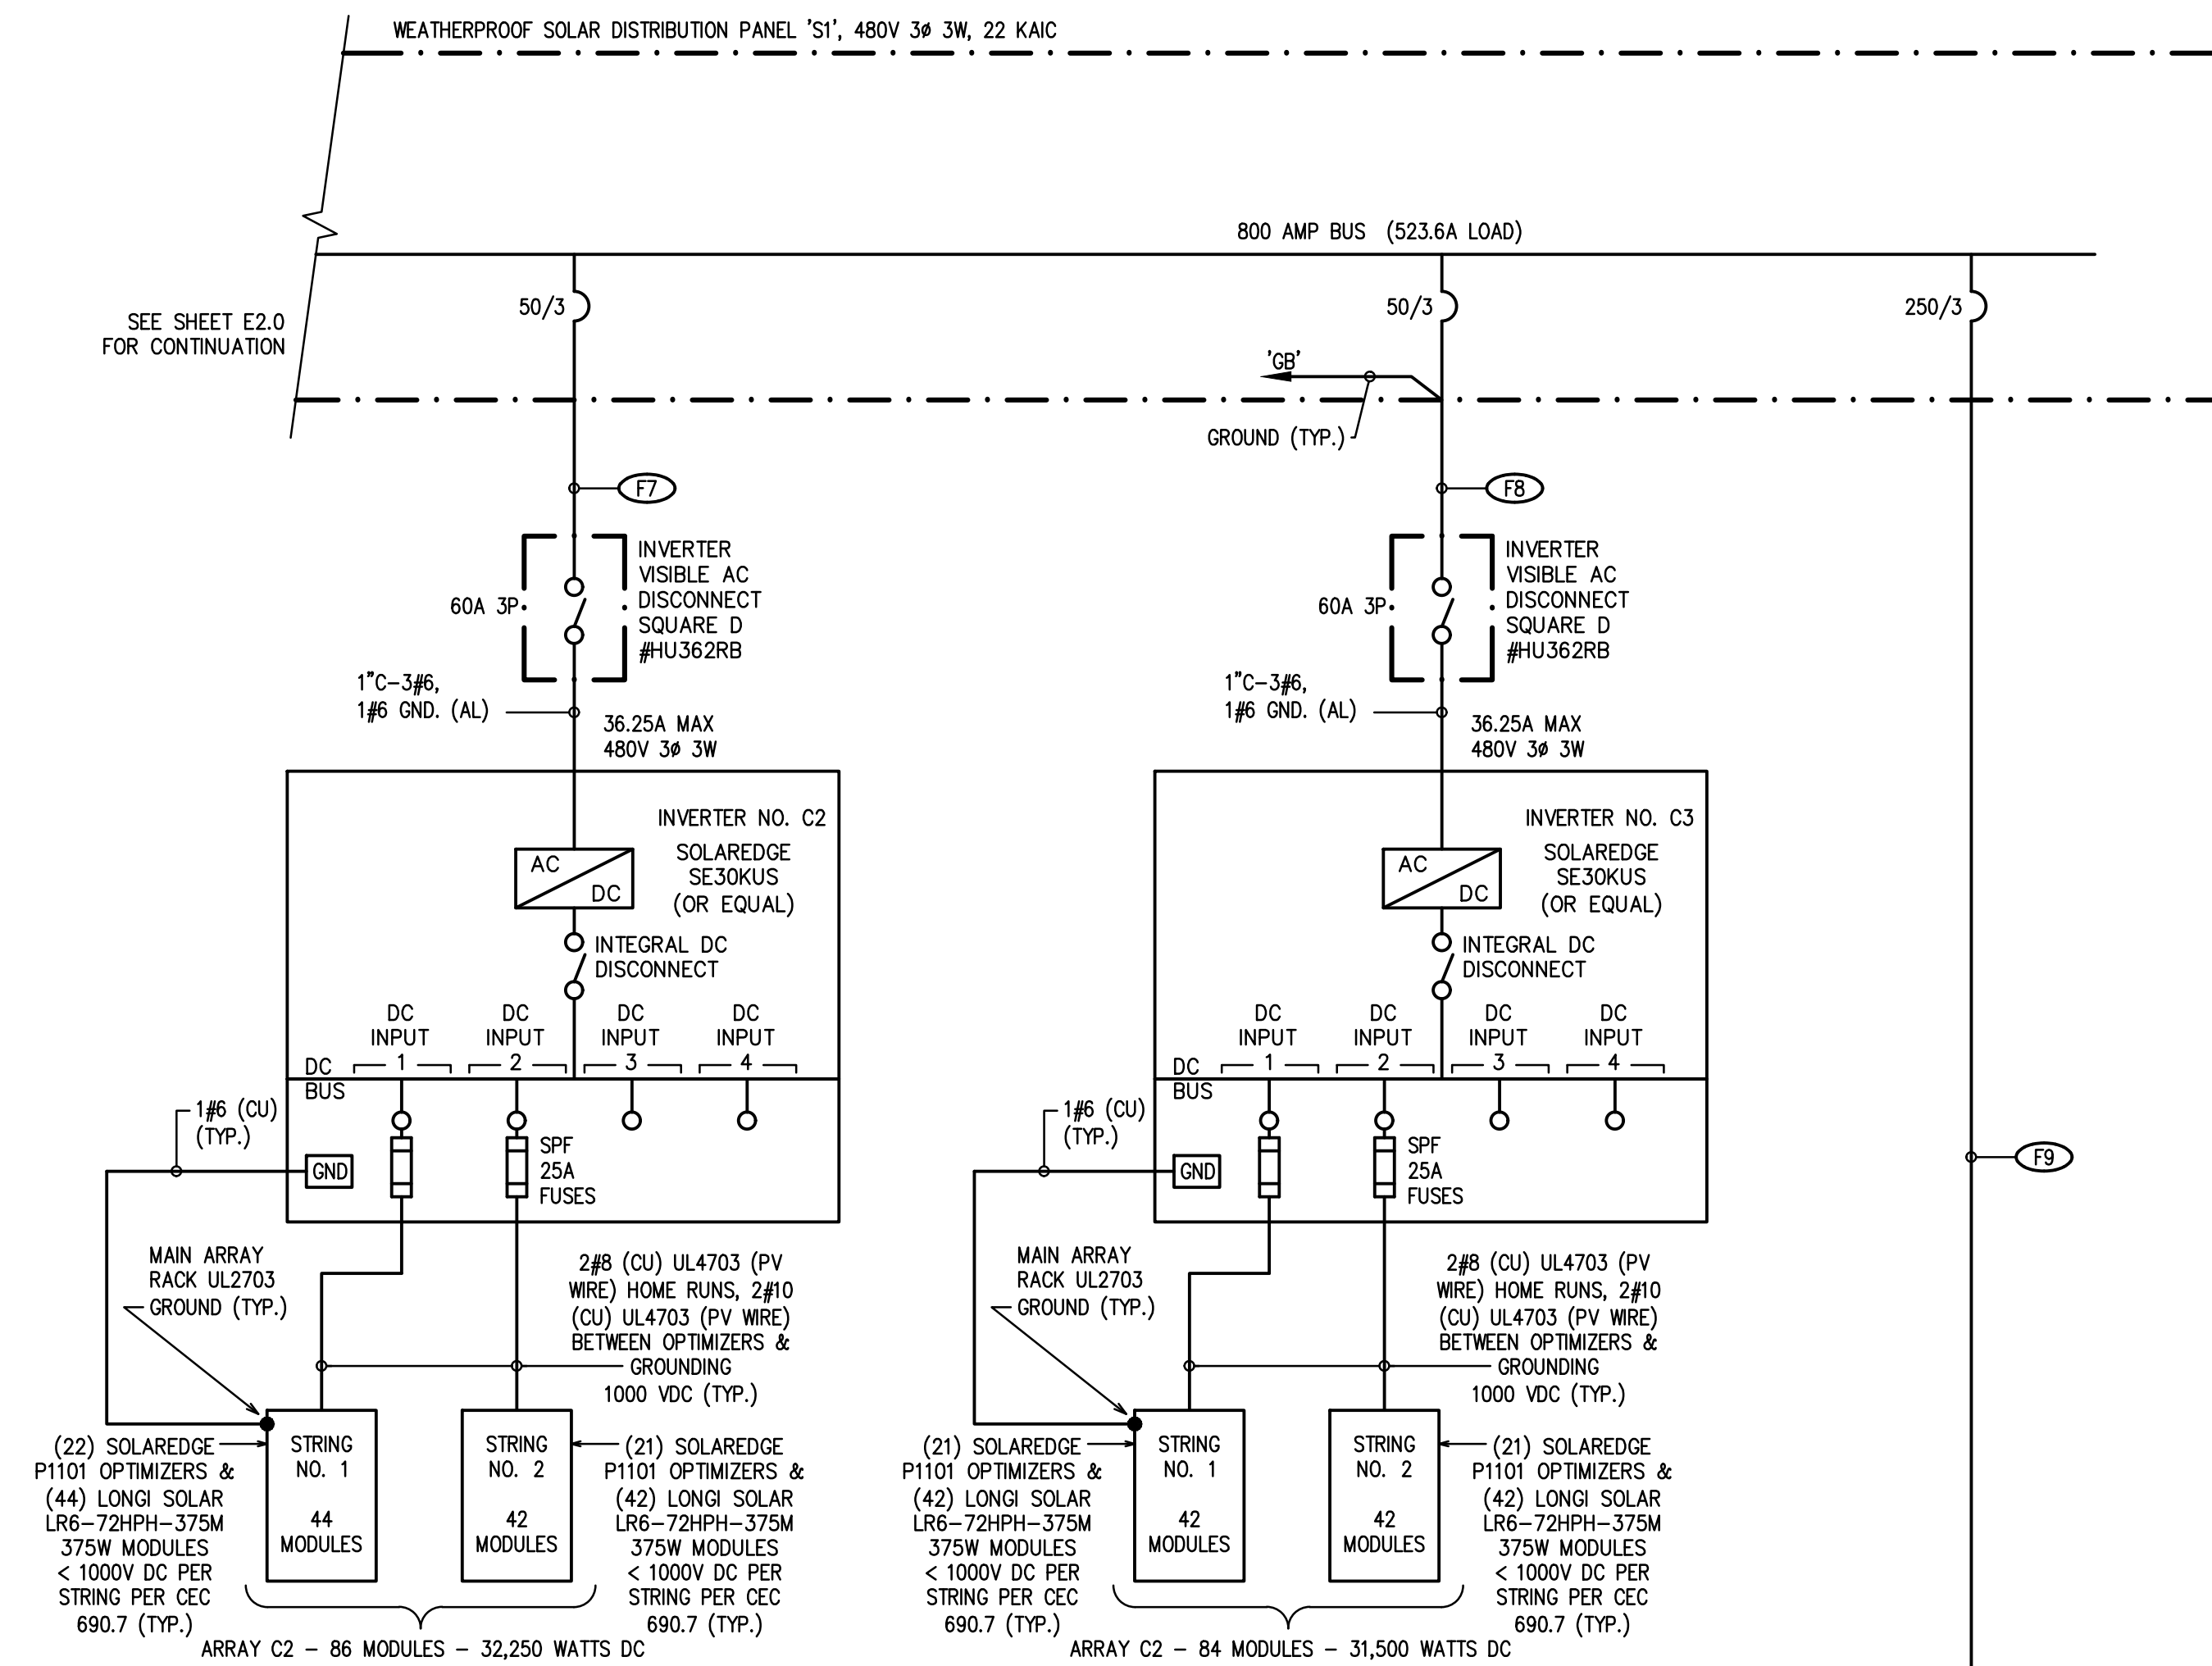 WEATHERPROOF SOLAR DISTRIBUTION PANEL 'S1', 480V 3ø 3W, 22 KAIC
800 AMP BUS (523.6A LOAD)
50/3
50/3
250/3
SEE SHEET E2.0
FOR CONTINUATION
'GB'
GROUND (TYP.)
F7
F8
60A 3P
INVERTER
VISIBLE AC
DISCONNECT
SQUARE D
#HU362RB
60A 3P
INVERTER
VISIBLE AC
DISCONNECT
SQUARE D
#HU362RB
1"C-3#6,
1#6 GND. (AL)
36.25A MAX
480V 3ø 3W
1"C-3#6,
1#6 GND. (AL)
36.25A MAX
480V 3ø 3W
INVERTER NO. C2
SOLAREDGE
SE30KUS
(OR EQUAL)
AC
DC
INTEGRAL DC
DISCONNECT
DC
INPUT
1
DC
INPUT
2
DC
INPUT
3
DC
INPUT
4
DC
BUS
1#6 (CU)
(TYP.)
GND
SPF
25A
FUSES
INVERTER NO. C3
SOLAREDGE
SE30KUS
(OR EQUAL)
AC
DC
INTEGRAL DC
DISCONNECT
DC
INPUT
1
DC
INPUT
2
DC
INPUT
3
DC
INPUT
4
DC
BUS
1#6 (CU)
(TYP.)
GND
SPF
25A
FUSES
F9
MAIN ARRAY
RACK UL2703
GROUND (TYP.)
2#8 (CU) UL4703 (PV
WIRE) HOME RUNS, 2#10
(CU) UL4703 (PV WIRE)
BETWEEN OPTIMIZERS &
GROUNDING
1000 VDC (TYP.)
MAIN ARRAY
RACK UL2703
GROUND (TYP.)
2#8 (CU) UL4703 (PV
WIRE) HOME RUNS, 2#10
(CU) UL4703 (PV WIRE)
BETWEEN OPTIMIZERS &
GROUNDING
1000 VDC (TYP.)
(22) SOLAREDGE
P1101 OPTIMIZERS &
(44) LONGI SOLAR
LR6-72HPH-375M
375W MODULES
< 1000V DC PER
STRING PER CEC
690.7 (TYP.)
STRING
NO. 1
44
MODULES
STRING
NO. 2
42
MODULES
(21) SOLAREDGE
P1101 OPTIMIZERS &
(42) LONGI SOLAR
LR6-72HPH-375M
375W MODULES
< 1000V DC PER
STRING PER CEC
690.7 (TYP.)
ARRAY C2 - 86 MODULES - 32,250 WATTS DC
(21) SOLAREDGE
P1101 OPTIMIZERS &
(42) LONGI SOLAR
LR6-72HPH-375M
375W MODULES
< 1000V DC PER
STRING PER CEC
690.7 (TYP.)
STRING
NO. 1
42
MODULES
STRING
NO. 2
42
MODULES
(21) SOLAREDGE
P1101 OPTIMIZERS &
(42) LONGI SOLAR
LR6-72HPH-375M
375W MODULES
< 1000V DC PER
STRING PER CEC
690.7 (TYP.)
ARRAY C2 - 84 MODULES - 31,500 WATTS DC